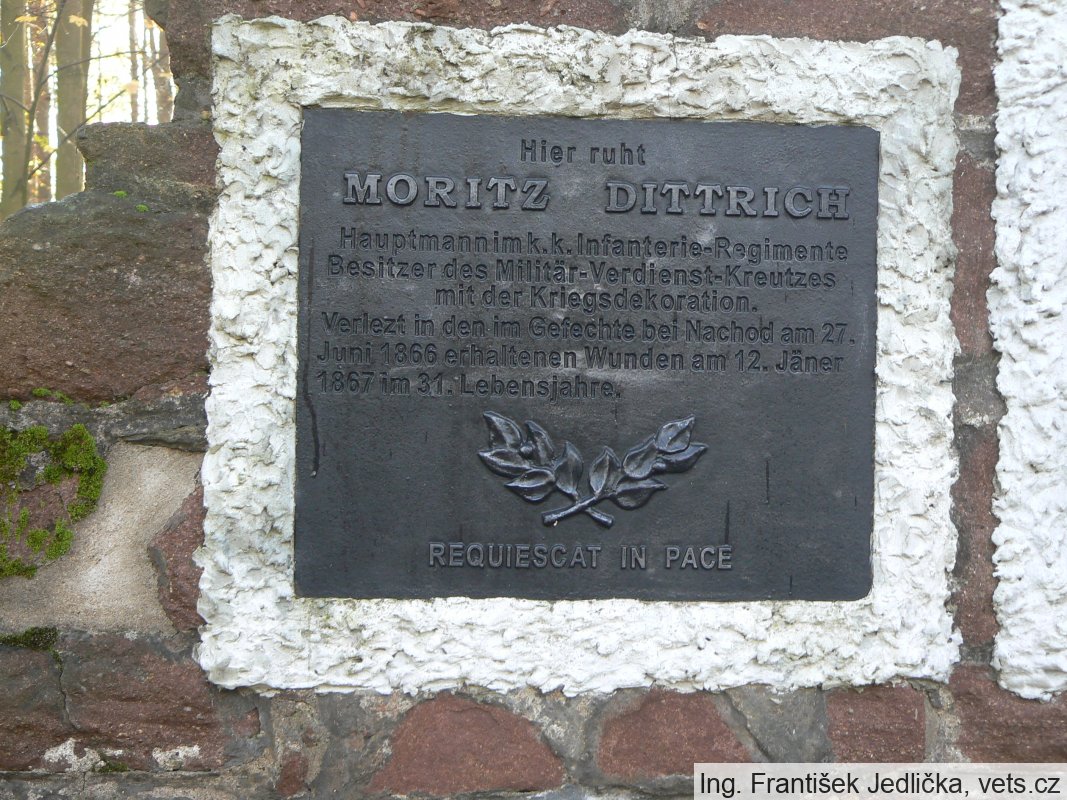 Hier ruht
MORITZ DITTRICH
Hauptmann im k. k. Infanterie-Regimente
Besitzer des Militär-Verdienst-Kreutzes
mit der Kriegsdekoration.
Verlezt in den im Gefechte bei Nachod am 27.
Juni 1866 erhaltenen Wunden am 12. Jäner
1867 im 31. Lebensjahre.
REQUIESCAT IN PACE
Ing. František Jedlička, vets.cz